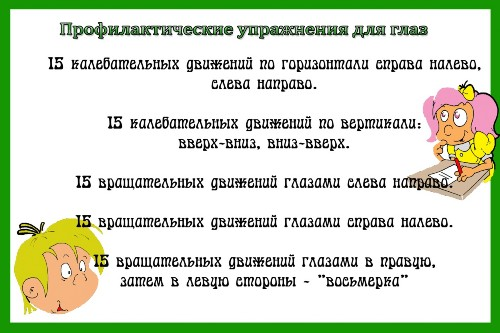 Профилактические упражнения для глаз
15 калебательных движений по горизонтали справа налево,
слева направо.
15 калебательных движений по вертикали:
вверх-вниз, вниз-вверх.
15 вращательных движений глазами слева направо.
15 вращательных движений глазами справа налево.
15 вращательных движений глазами в правую,
затем в левую стороны - "восьмерка"